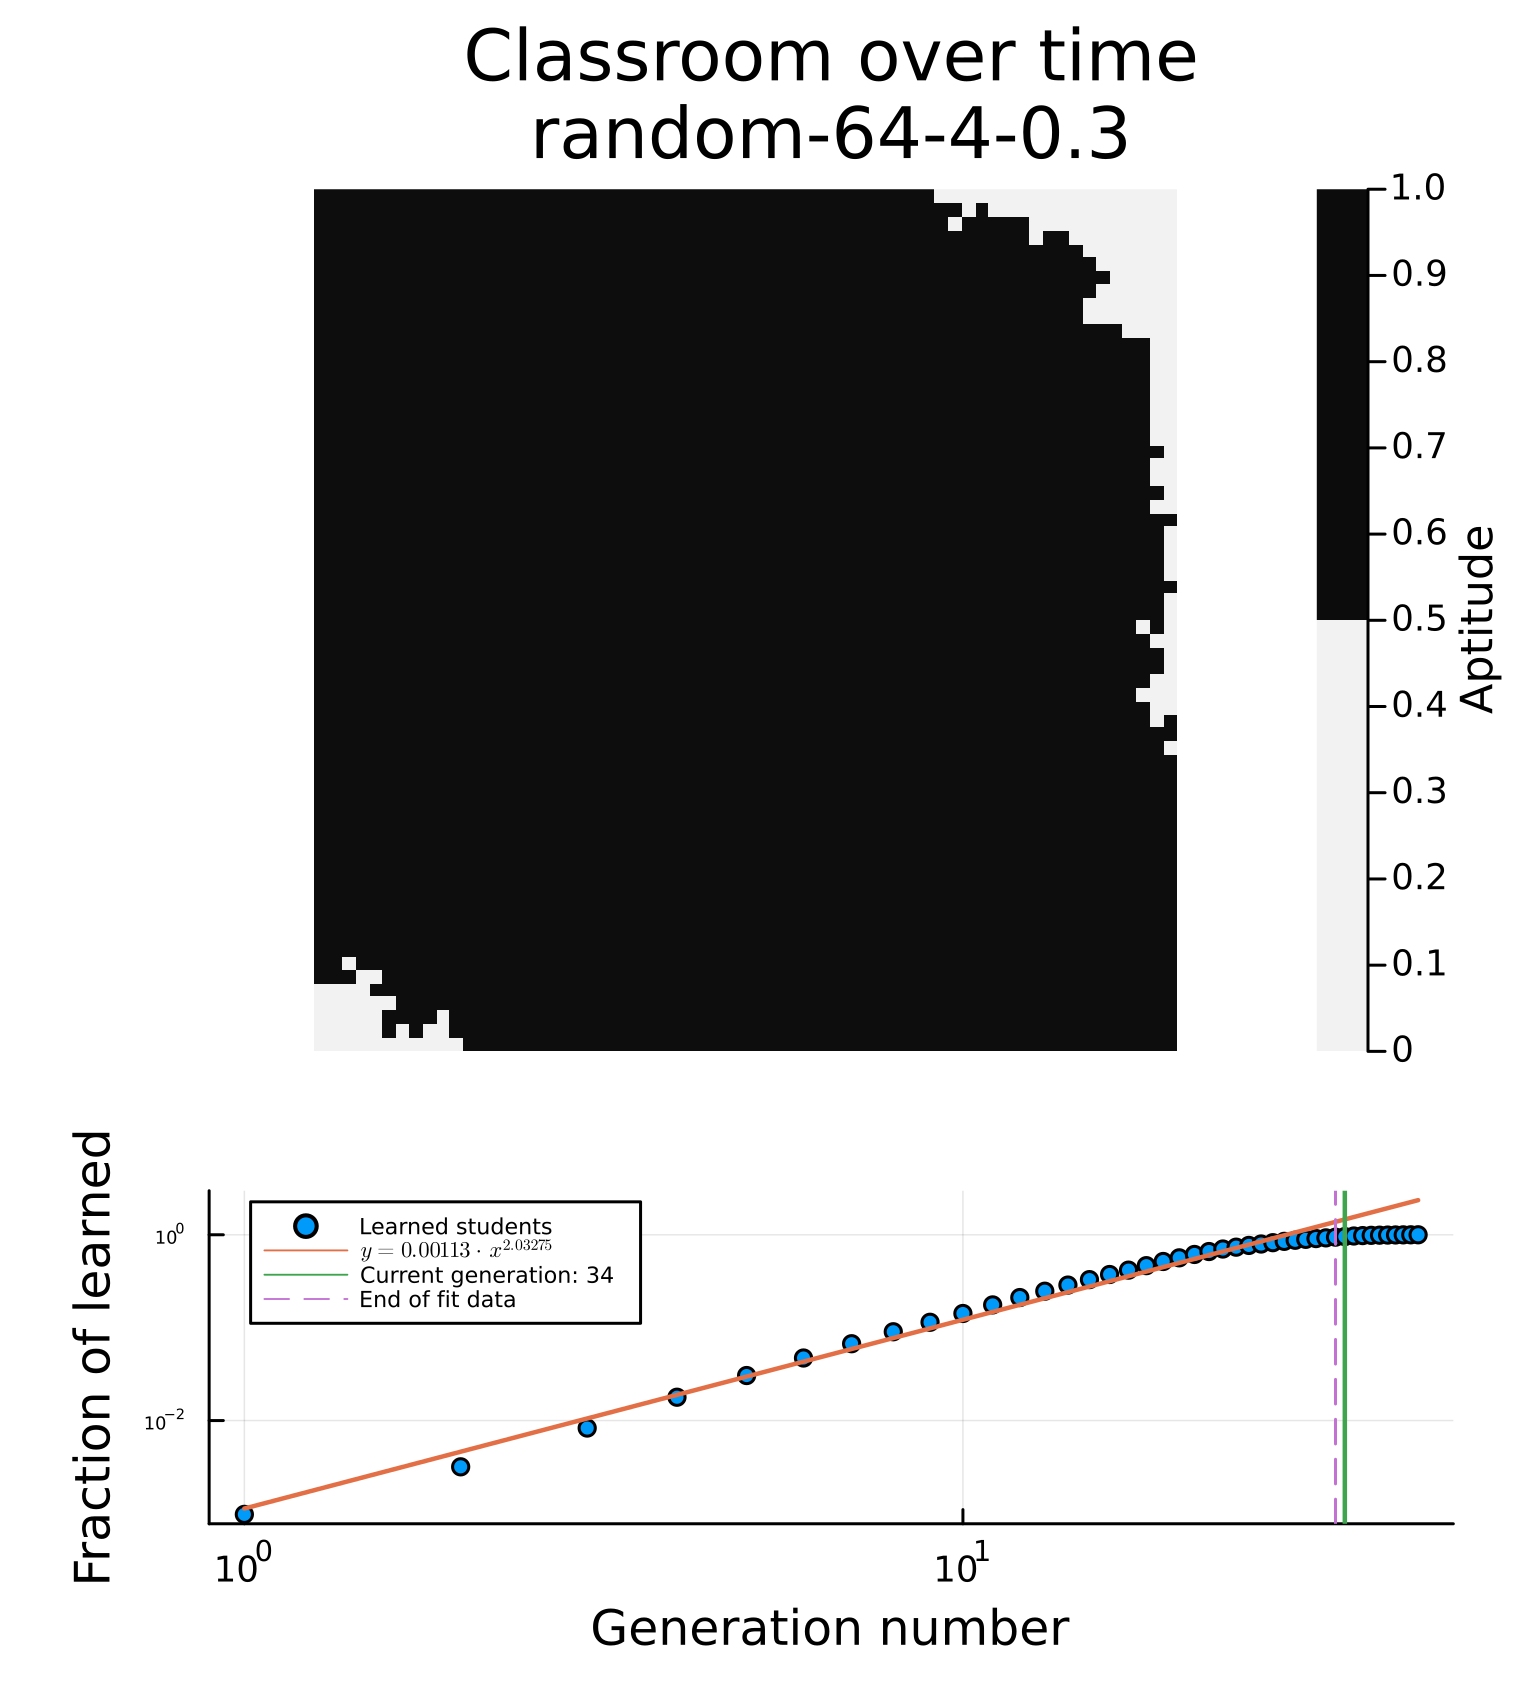 Classroom over time
random-64-4-0.3
1.0
0.9
0.8
0.7
0.6
0.5
0.4
0.3
0.2
0.1
0
Aptitude
Fraction of learned
10^0
10^-2
Learned students
y = 0.00113 · x^2.03275
Current generation: 34
End of fit data
10^0
10^1
Generation number